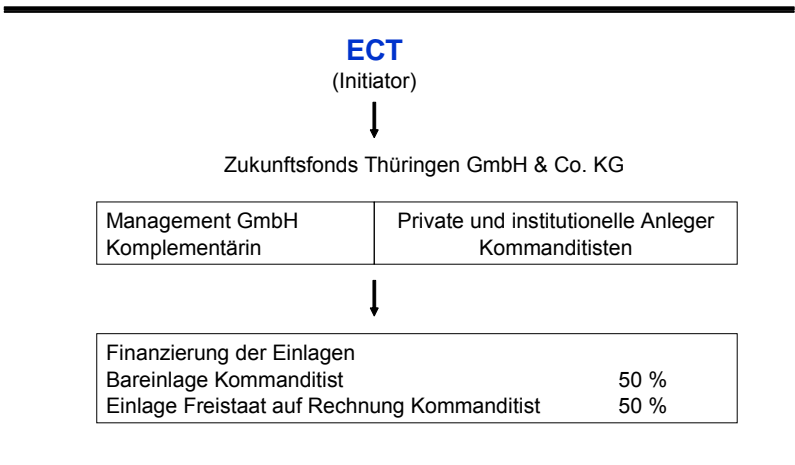 ECT
(Initiator)
Zukunftsfonds Thüringen GmbH & Co. KG
Management GmbH
Komplementärin
Private und institutionelle Anleger
Kommanditisten
Finanzierung der Einlagen
Bareinlage Kommanditist 50 %
Einlage Freistaat auf Rechnung Kommanditist 50 %